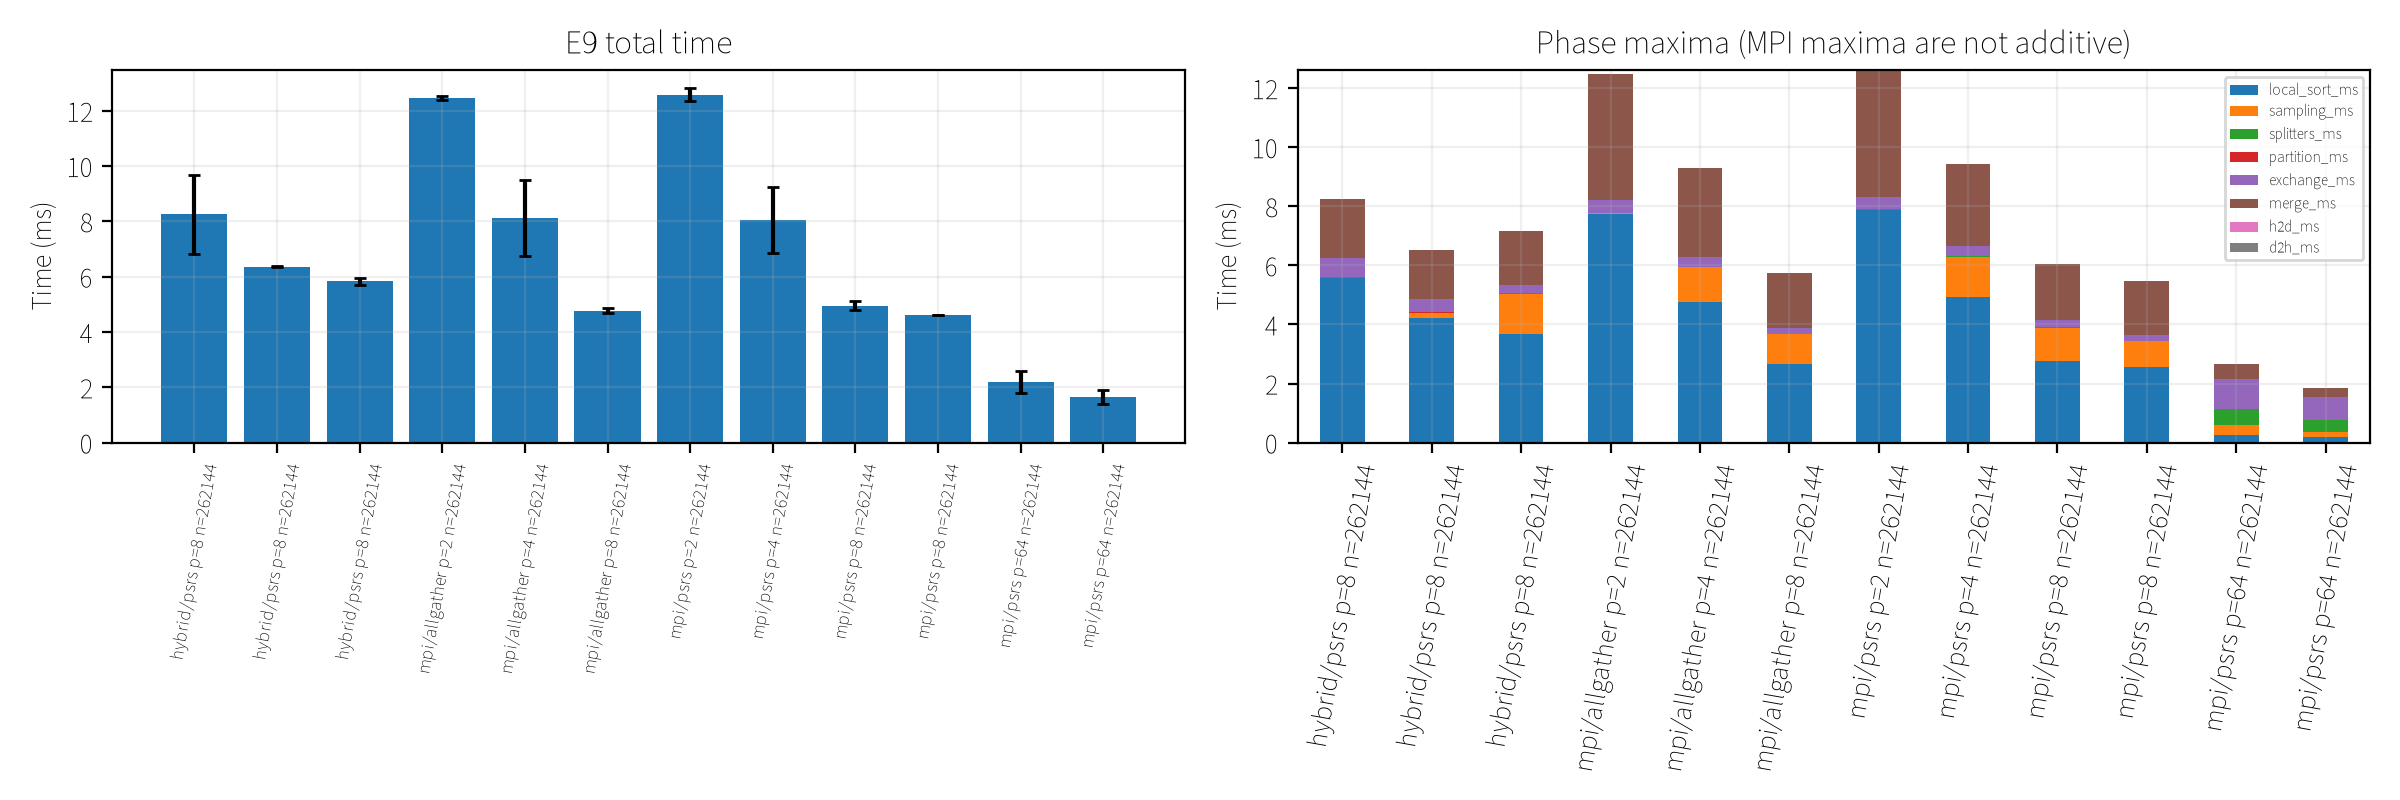 E9 total time
Time (ms)
12
10
8
6
4
2
0
hybrid/psrs p=8 n=262144
hybrid/psrs p=8 n=262144
hybrid/psrs p=8 n=262144
mpi/allgather p=2 n=262144
mpi/allgather p=4 n=262144
mpi/allgather p=8 n=262144
mpi/psrs p=2 n=262144
mpi/psrs p=4 n=262144
mpi/psrs p=8 n=262144
mpi/psrs p=8 n=262144
mpi/psrs p=64 n=262144
mpi/psrs p=64 n=262144
Phase maxima (MPI maxima are not additive)
Time (ms)
12
10
8
6
4
2
0
local_sort_ms
sampling_ms
splitters_ms
partition_ms
exchange_ms
merge_ms
h2d_ms
d2h_ms
hybrid/psrs p=8 n=262144
hybrid/psrs p=8 n=262144
hybrid/psrs p=8 n=262144
mpi/allgather p=2 n=262144
mpi/allgather p=4 n=262144
mpi/allgather p=8 n=262144
mpi/psrs p=2 n=262144
mpi/psrs p=4 n=262144
mpi/psrs p=8 n=262144
mpi/psrs p=8 n=262144
mpi/psrs p=64 n=262144
mpi/psrs p=64 n=262144